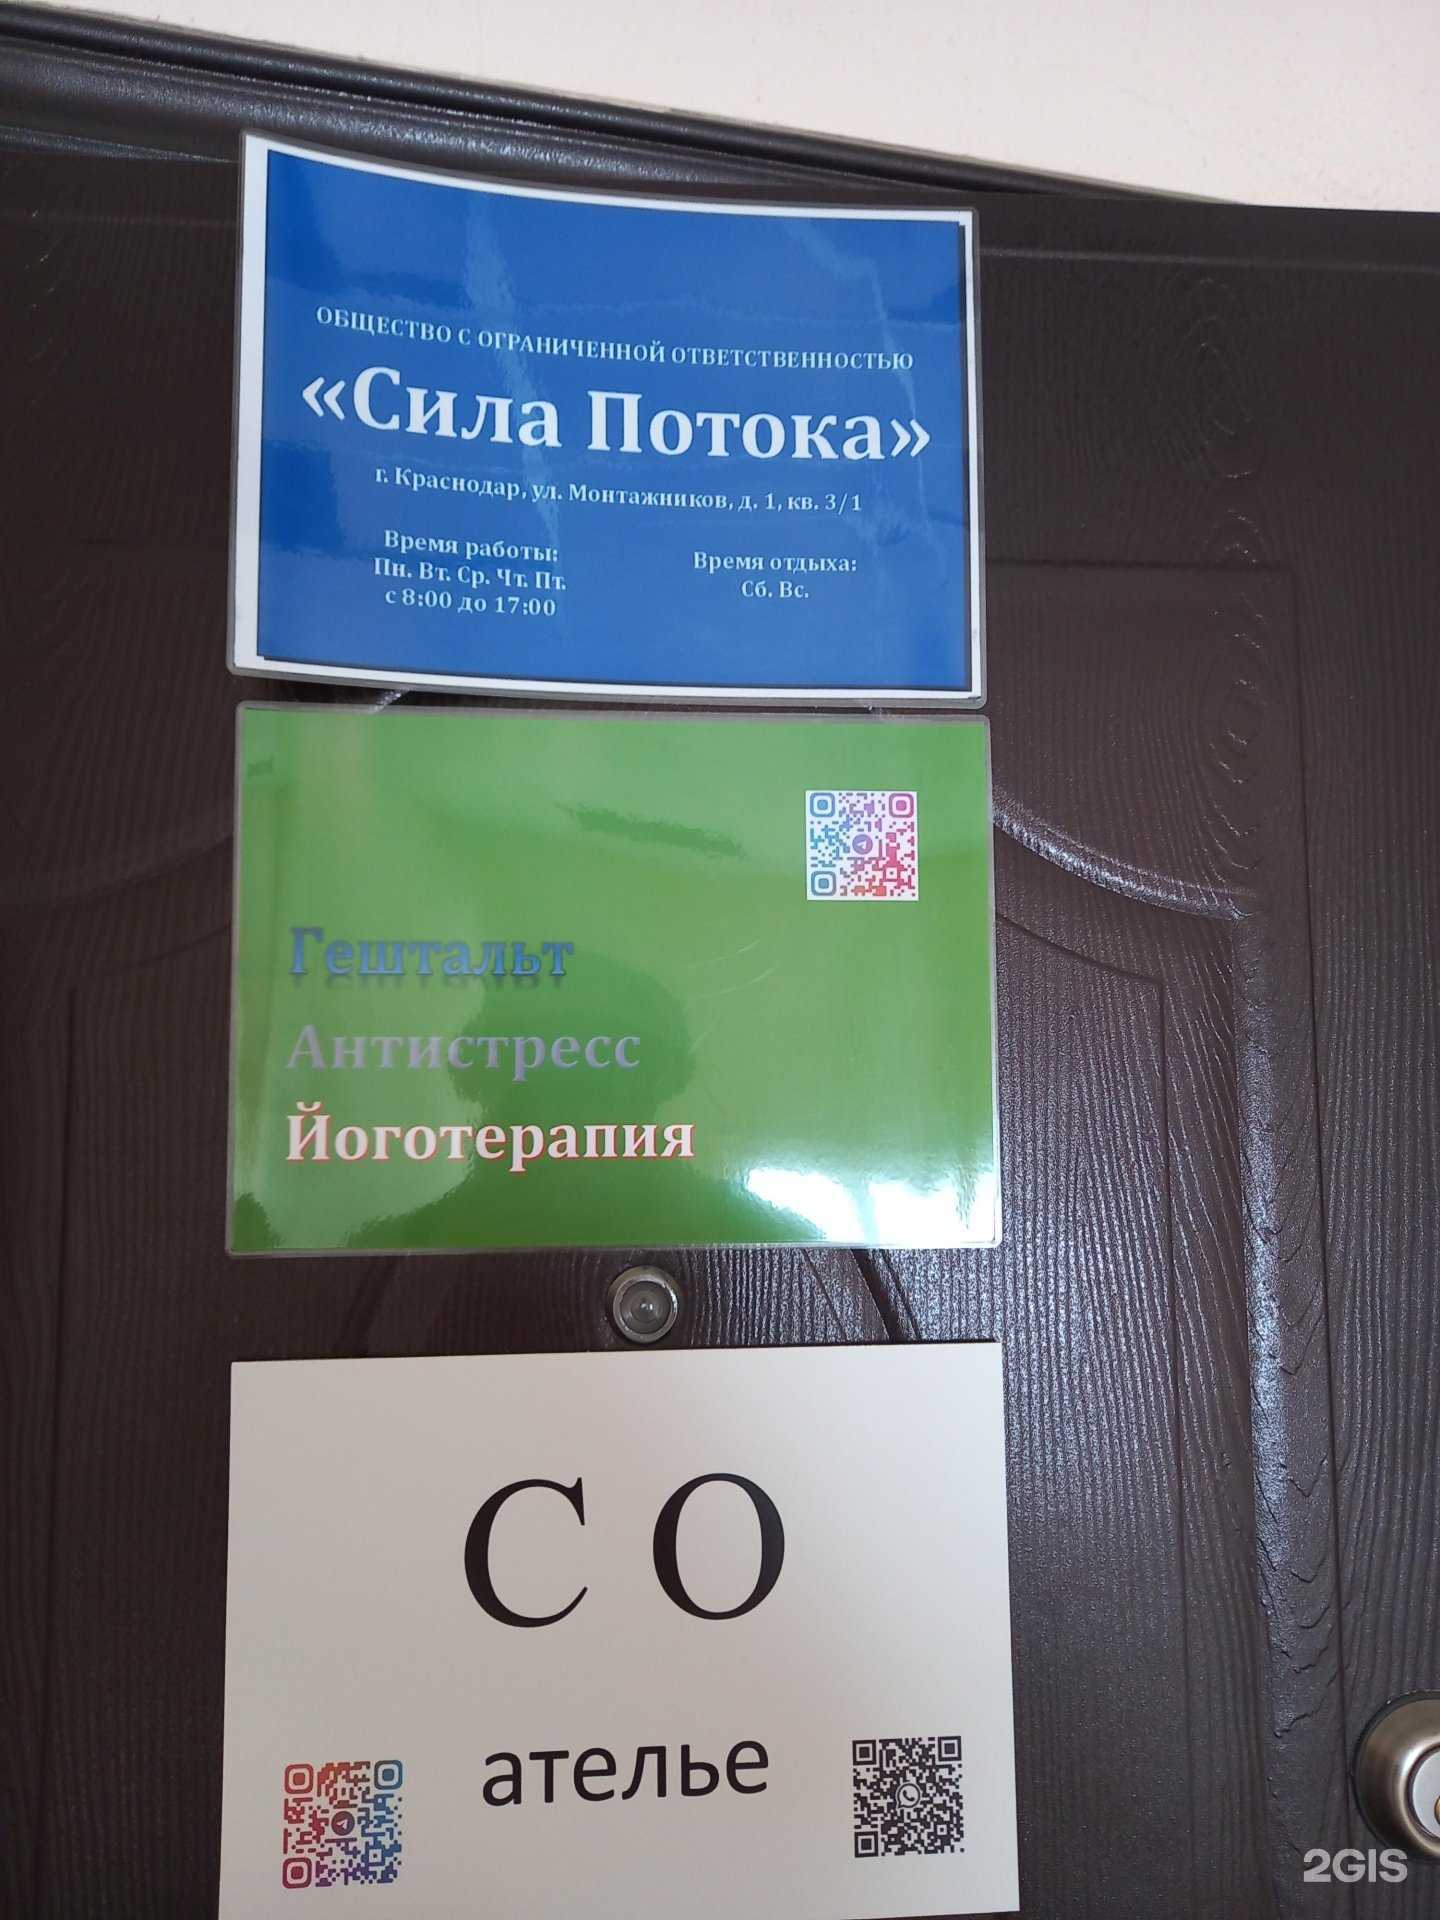 ОБЩЕСТВО С ОГРАНИЧЕННОЙ ОТВЕТСТВЕННОСТЬЮ
«Сила Потока»
г. Краснодар, ул. Монтажников, д. 1, кв. 3/1
Время работы:
Пн. Вт. Ср. Чт. Пт.
с 8:00 до 17:00
Время отдыха:
Сб. Вс.
Гештальт
Антистресс
Йоготерапия
С О
ателье
2GIS